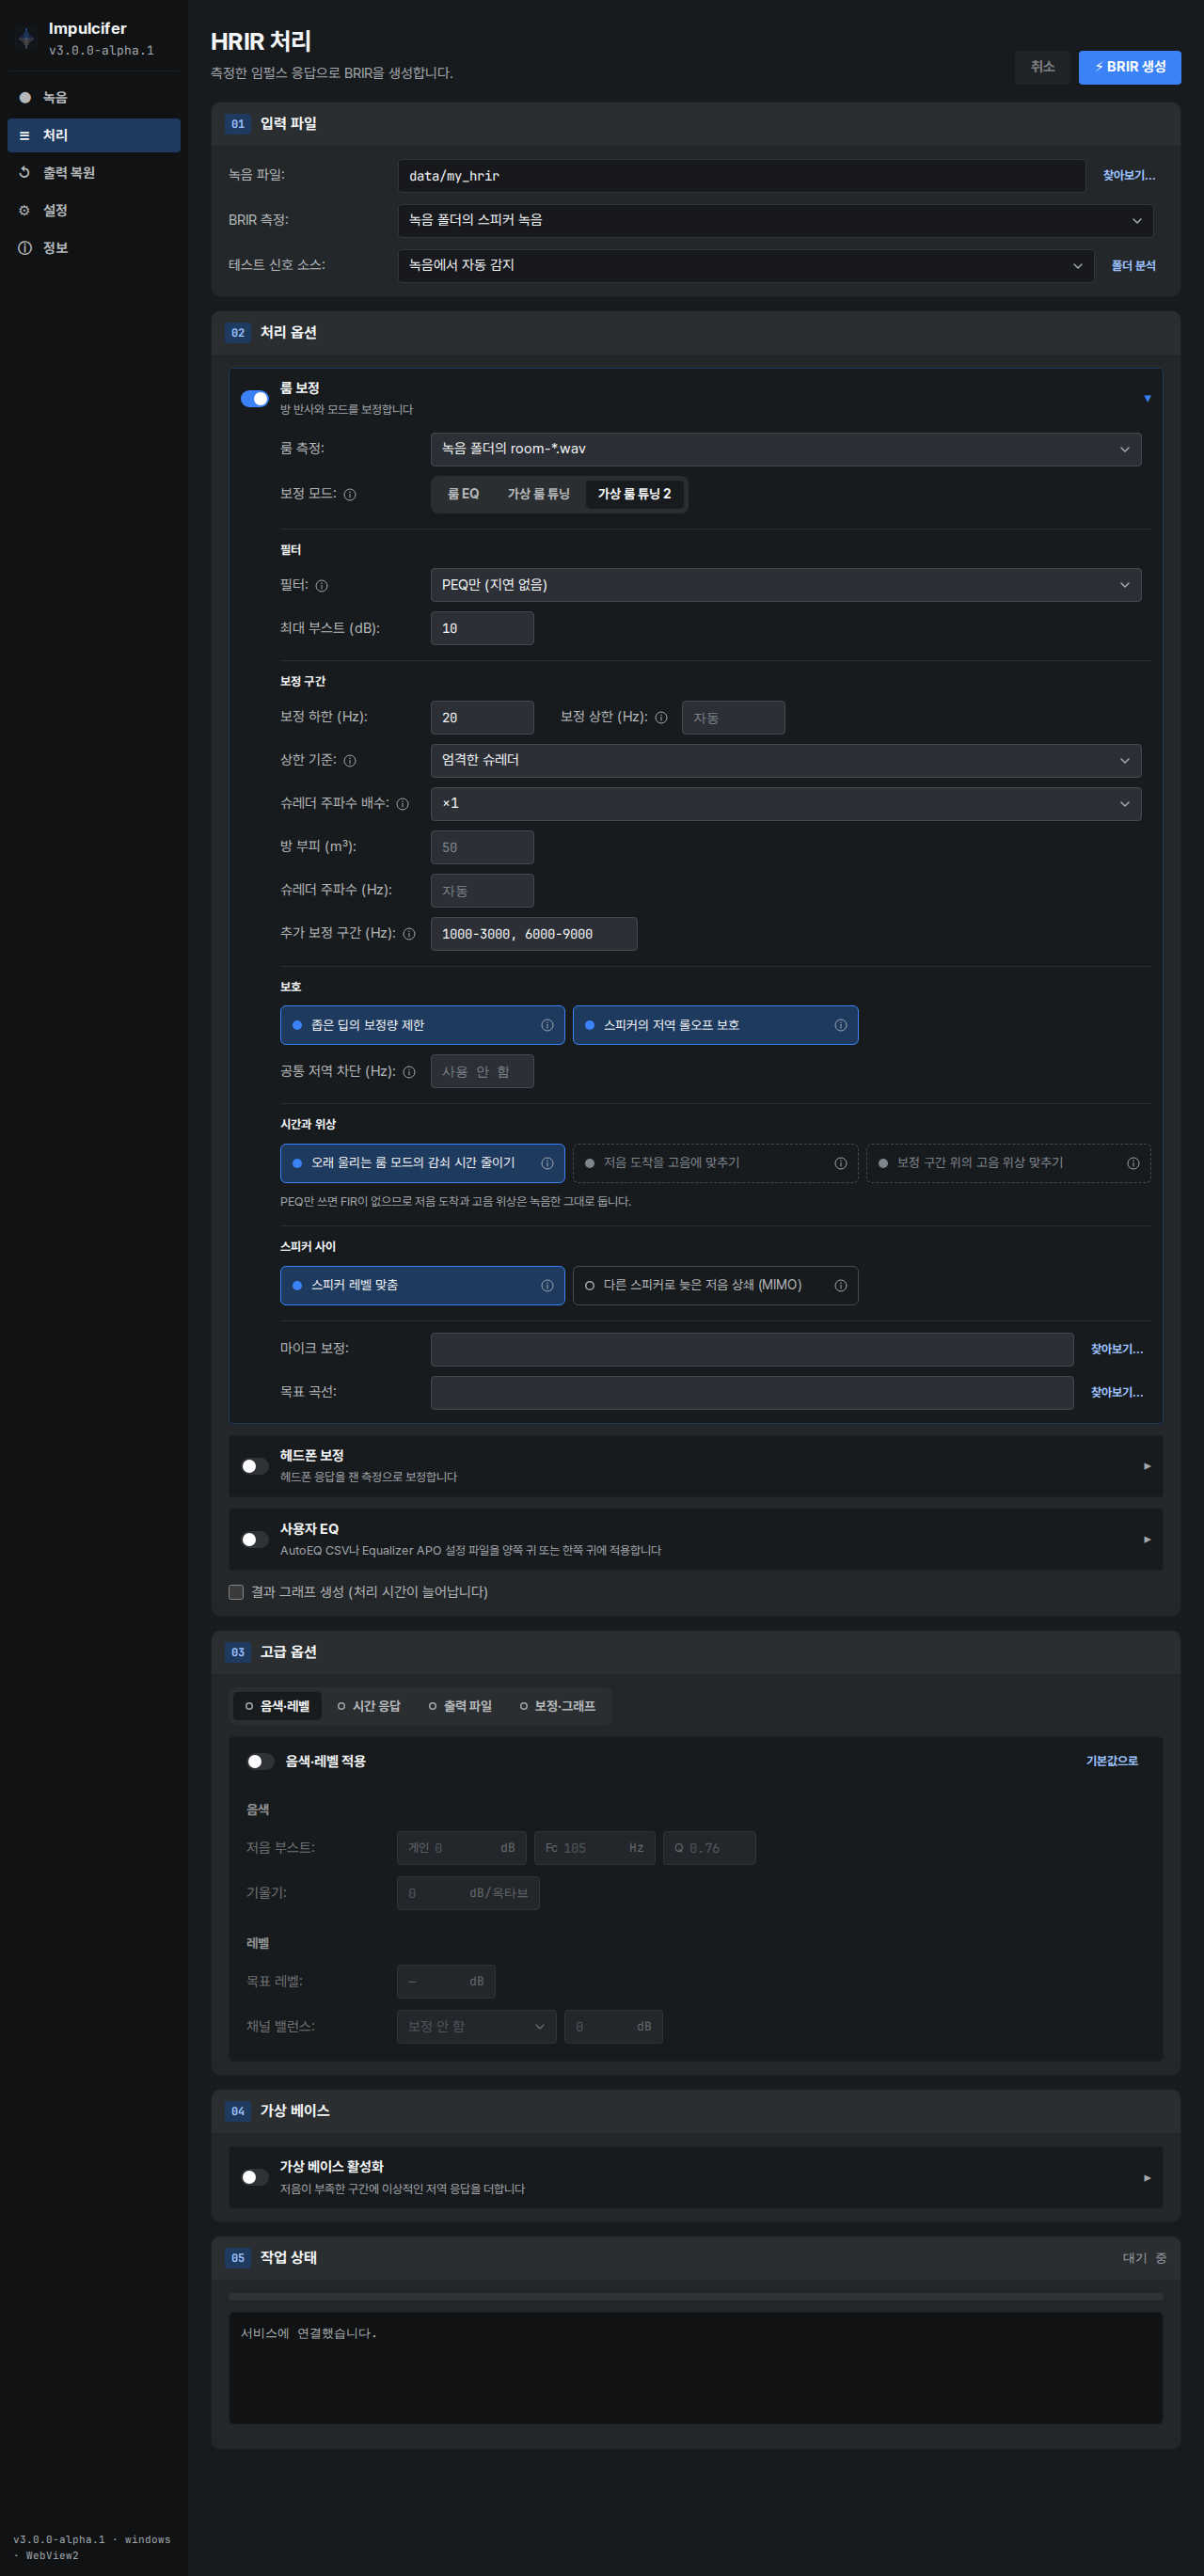 Impulcifer
v3.0.0-alpha.1
녹음
처리
출력 복원
설정
정보
HRIR 처리
측정한 임펄스 응답으로 BRIR을 생성합니다.
취소
⚡ BRIR 생성
01 입력 파일
녹음 파일: data/my_hrir 찾아보기...
BRIR 측정: 녹음 폴더의 스피커 녹음
테스트 신호 소스: 녹음에서 자동 감지 폴더 분석
02 처리 옵션
룸 보정
방 반사와 모드를 보정합니다
룸 측정: 녹음 폴더의 room-*.wav
보정 모드: 룸 EQ 가상 룸 튜닝 가상 룸 튜닝 2
필터
필터: PEQ만 (지연 없음)
최대 부스트 (dB): 10
보정 구간
보정 하한 (Hz): 20 보정 상한 (Hz): 자동
상한 기준: 엄격한 슈레더
슈레더 주파수 배수: ×1
방 부피 (m³): 50
슈레더 주파수 (Hz): 자동
추가 보정 구간 (Hz): 1000-3000, 6000-9000
보호
좁은 딥의 보정량 제한 스피커의 저역 롤오프 보호
공통 저역 차단 (Hz): 사용 안 함
시간과 위상
오래 울리는 룸 모드의 감쇠 시간 줄이기 저음 도착을 고음에 맞추기 보정 구간 위의 고음 위상 맞추기
PEQ만 쓰면 FIR이 없으므로 저음 도착과 고음 위상은 녹음한 그대로 둡니다.
스피커 사이
스피커 레벨 맞춤 다른 스피커로 늦은 저음 상쇄 (MIMO)
마이크 보정: 찾아보기...
목표 곡선: 찾아보기...
헤드폰 보정
헤드폰 응답을 잰 측정으로 보정합니다
사용자 EQ
AutoEQ CSV나 Equalizer APO 설정 파일을 양쪽 귀 또는 한쪽 귀에 적용합니다
결과 그래프 생성 (처리 시간이 늘어납니다)
03 고급 옵션
음색·레벨 시간 응답 출력 파일 보정·그래프
음색·레벨 적용 기본값으로
음색
저음 부스트: 게인 0 dB Fc 105 Hz Q 0.76
기울기: 0 dB/옥타브
레벨
목표 레벨: — dB
채널 밸런스: 보정 안 함 0 dB
04 가상 베이스
가상 베이스 활성화
저음이 부족한 구간에 이상적인 저역 응답을 더합니다
05 작업 상태 대기 중
서비스에 연결했습니다.
v3.0.0-alpha.1 · windows
· WebView2